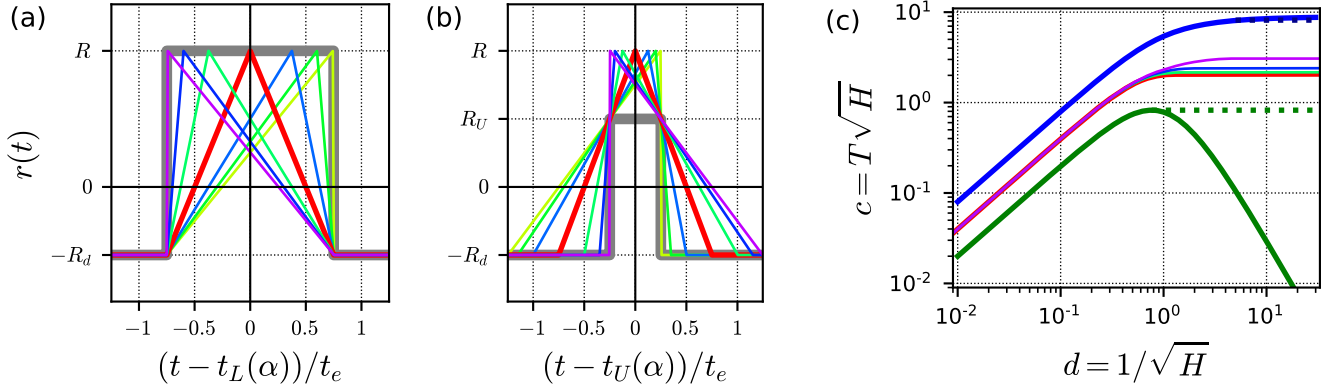 (a)
r(t)
R
0
−R_d
−1
−0.5
0
0.5
1
(t − t_L(α))/t_e
(b)
R
R_U
0
−R_d
−1
−0.5
0
0.5
1
(t − t_U(α))/t_e
(c)
c = T√H
10^1
10^0
10^-1
10^-2
10^-2
10^-1
10^0
10^1
d = 1/√H